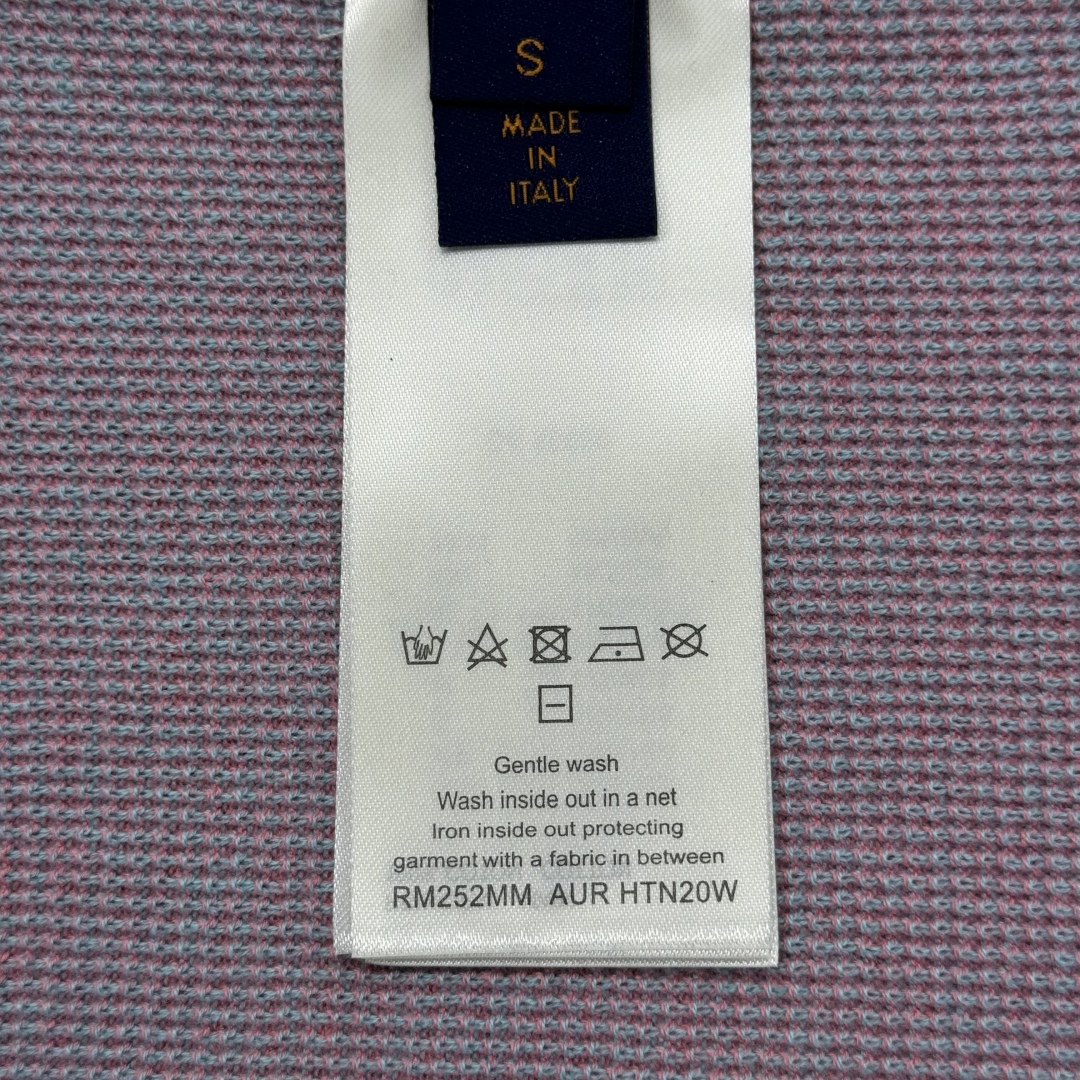 S
MADE
IN
ITALY
Gentle wash
Wash inside out in a net
Iron inside out protecting
garment with a fabric in between
RM252MM AUR HTN20W